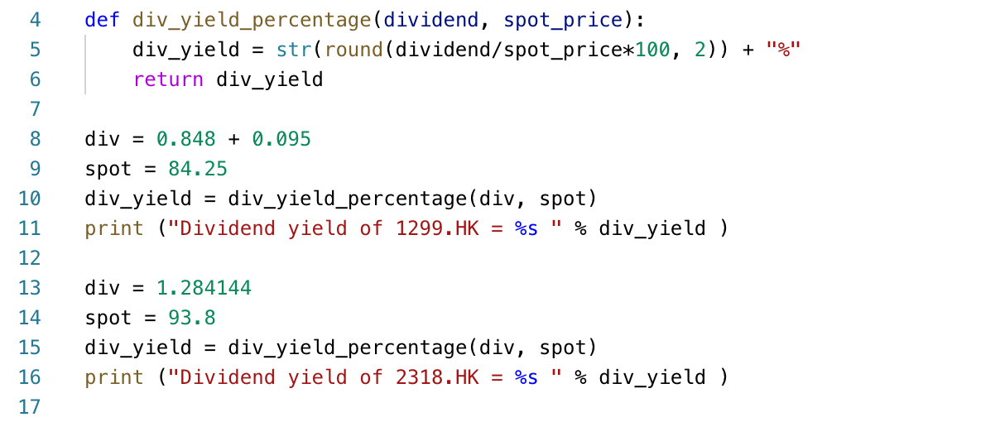 4 def div_yield_percentage(dividend, spot_price):
5     div_yield = str(round(dividend/spot_price*100, 2)) + "%"
6     return div_yield
7
8 div = 0.848 + 0.095
9 spot = 84.25
10 div_yield = div_yield_percentage(div, spot)
11 print ("Dividend yield of 1299.HK = %s " % div_yield )
12
13 div = 1.284144
14 spot = 93.8
15 div_yield = div_yield_percentage(div, spot)
16 print ("Dividend yield of 2318.HK = %s " % div_yield )
17